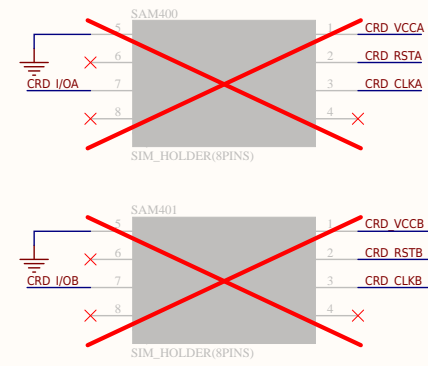 SAM400
5 1 CRD_VCCA
6 2 CRD_RSTA
CRD_I/OA 7 3 CRD_CLKA
8 4
SIM_HOLDER(8PINS)
SAM401
5 1 CRD_VCCB
6 2 CRD_RSTB
CRD_I/OB 7 3 CRD_CLKB
8 4
SIM_HOLDER(8PINS)